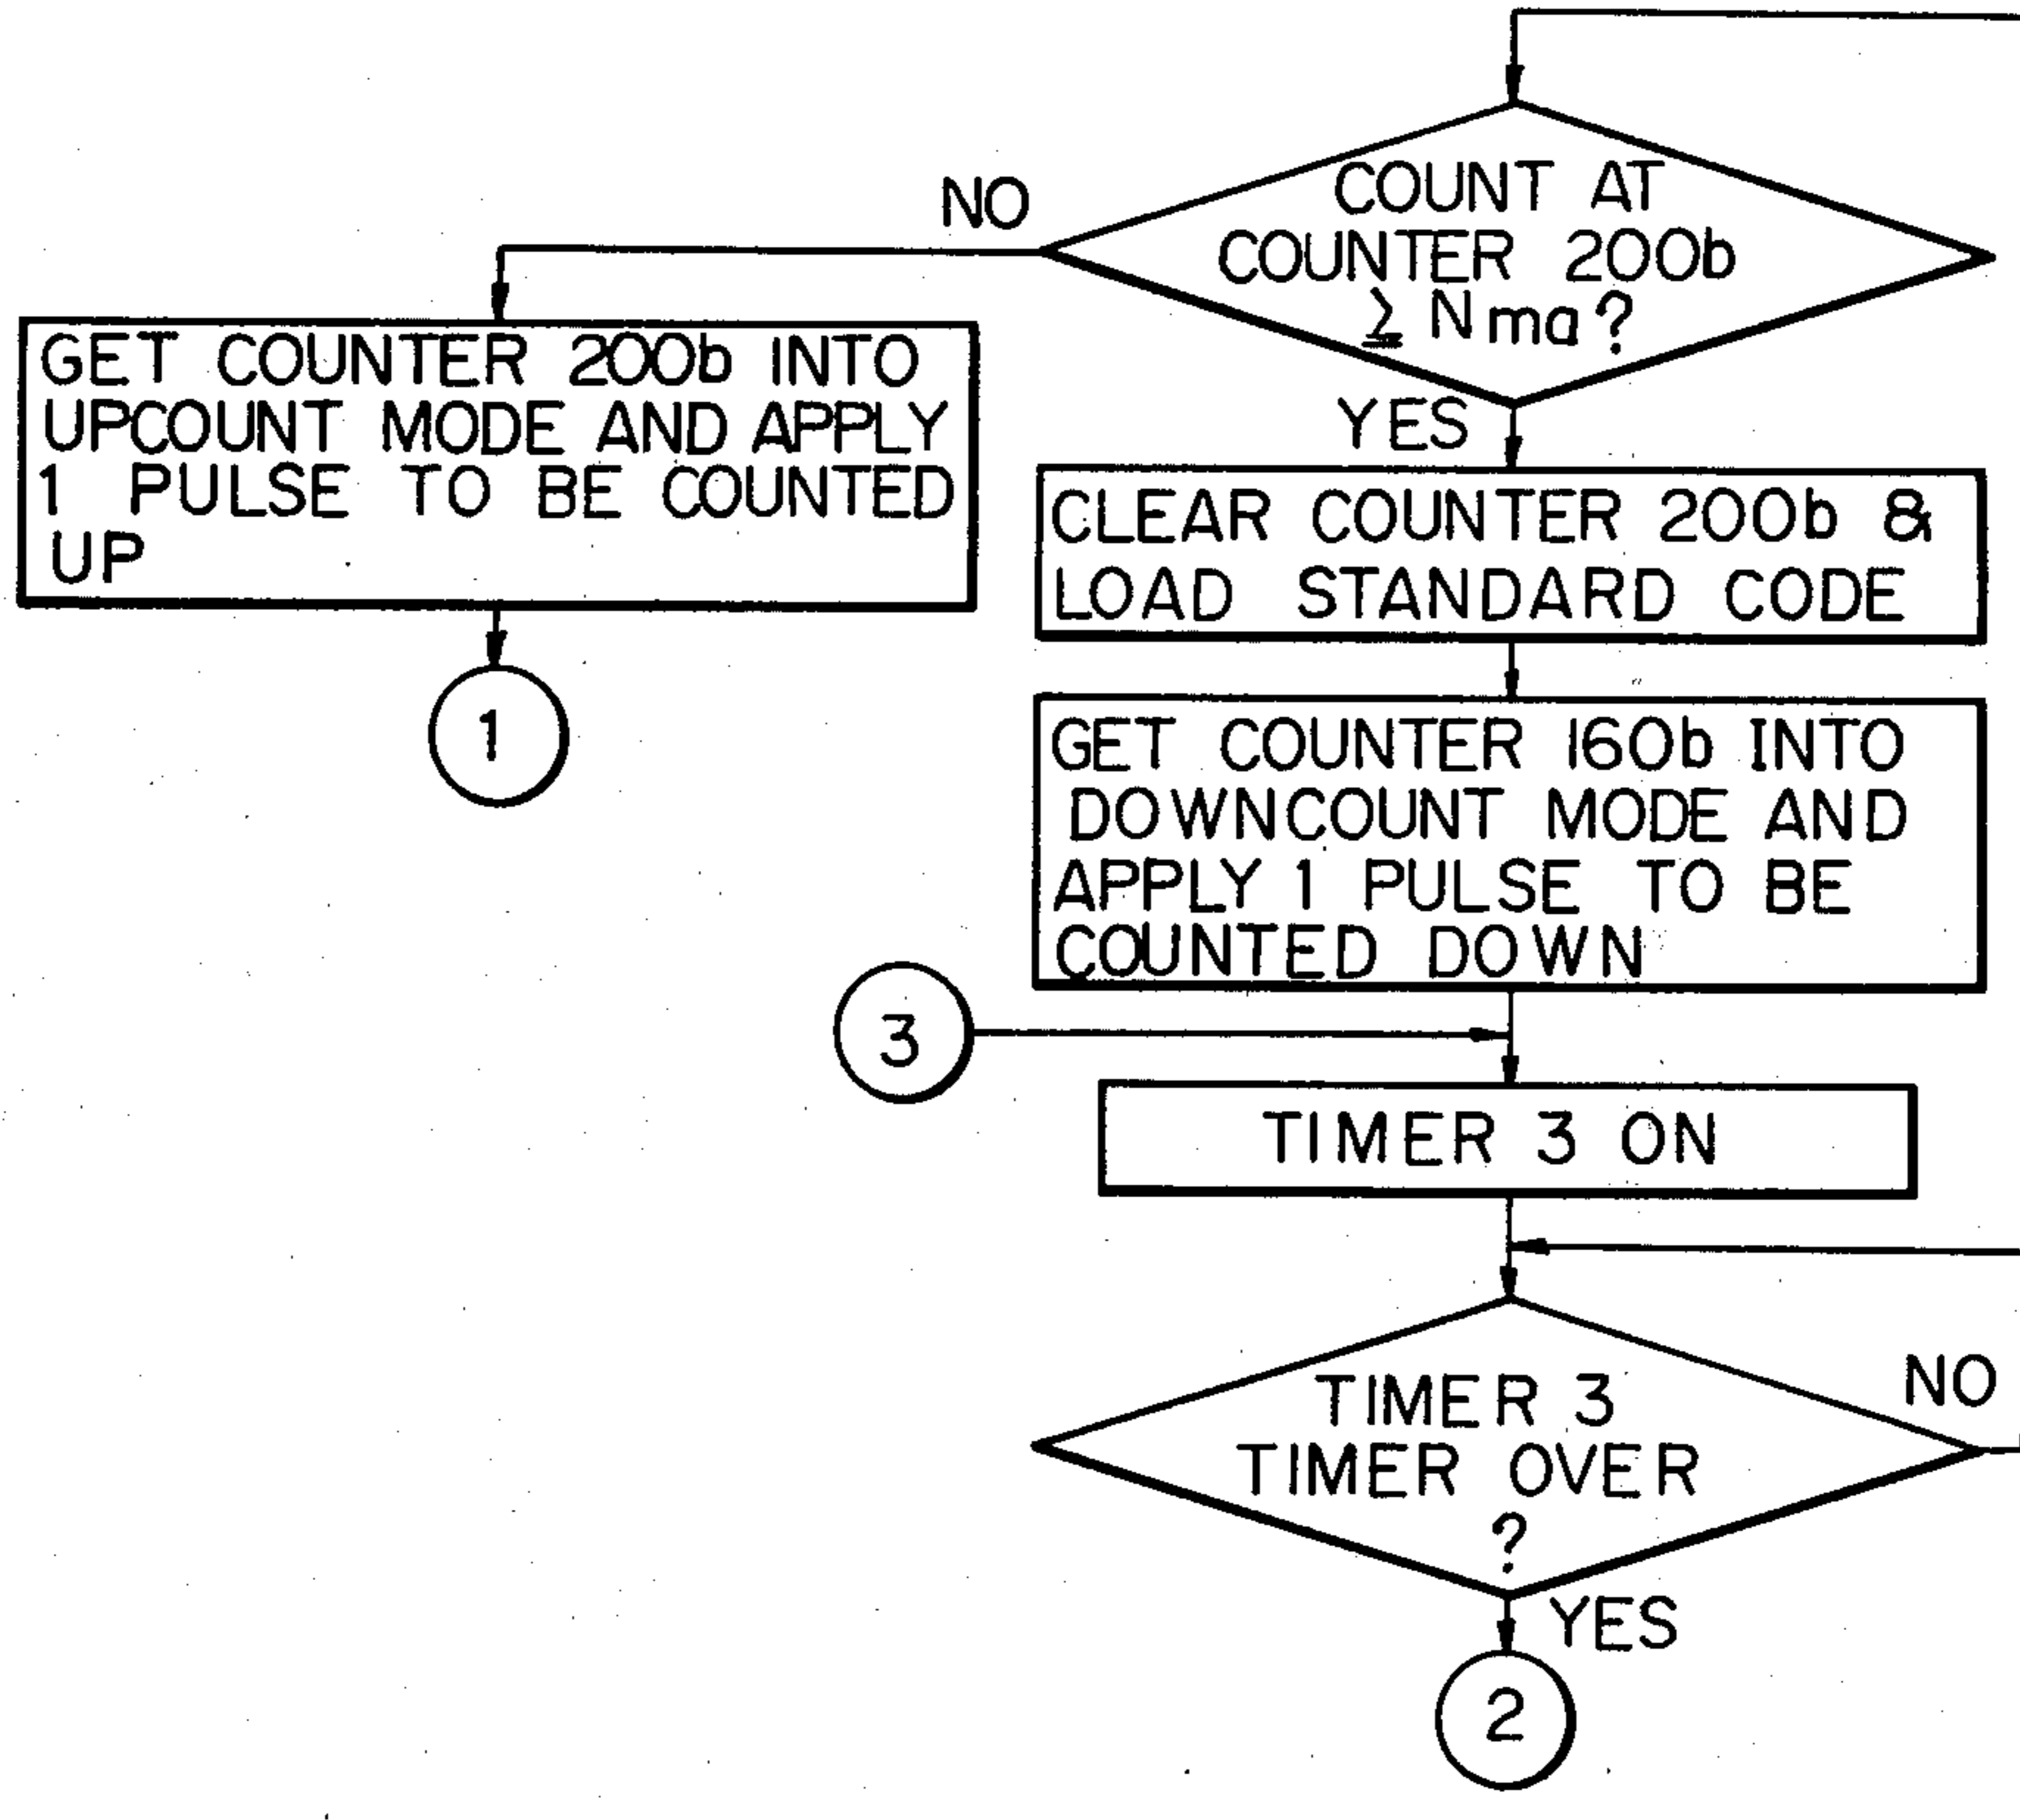 COUNT AT
COUNTER 200b
≥ Nma?
NO
YES
GET COUNTER 200b INTO
UPCOUNT MODE AND APPLY
1 PULSE TO BE COUNTED
UP
1
CLEAR COUNTER 200b &
LOAD STANDARD CODE
GET COUNTER 160b INTO
DOWNCOUNT MODE AND
APPLY 1 PULSE TO BE
COUNTED DOWN
3
TIMER 3 ON
TIMER 3
TIMER OVER
?
NO
YES
2